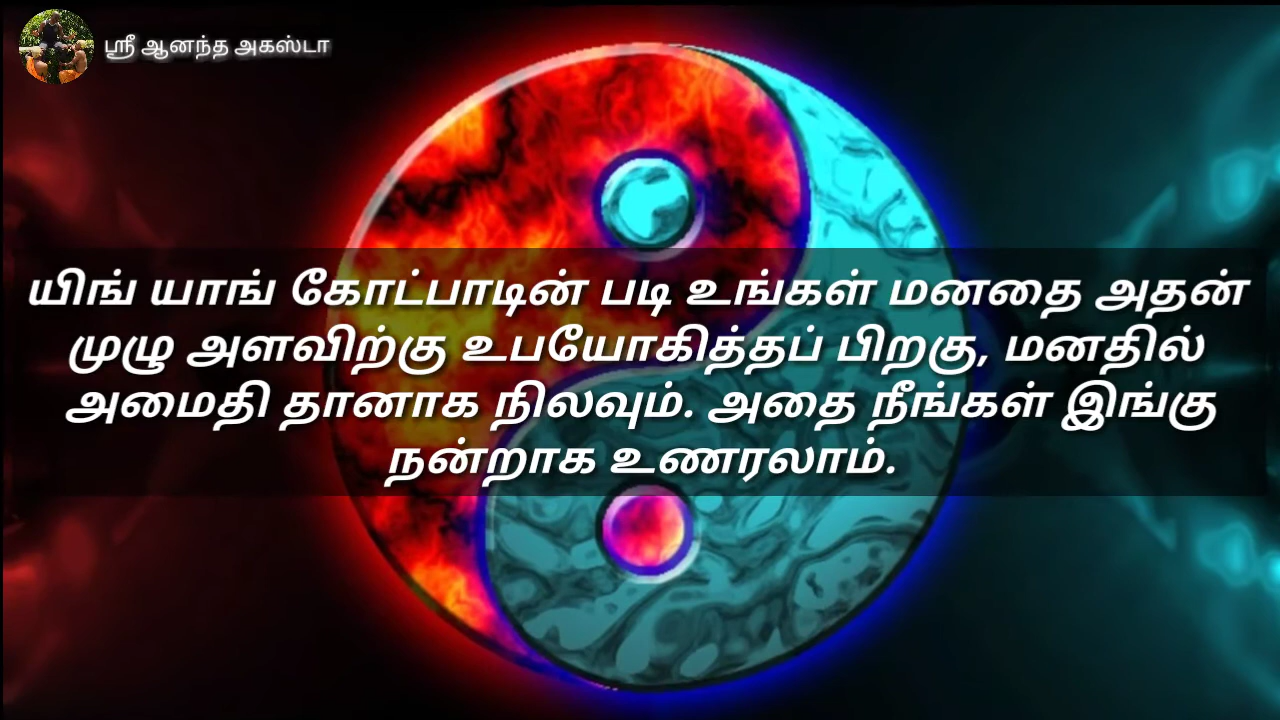 ஸ்ரீ ஆனந்த அகஸ்டா
யிங் யாங் கோட்பாடின் படி உங்கள் மனதை அதன்
முழு அளவிற்கு உபயோகித்தப் பிறகு, மனதில்
அமைதி தானாக நிலவும். அதை நீங்கள் இங்கு
நன்றாக உணரலாம்.